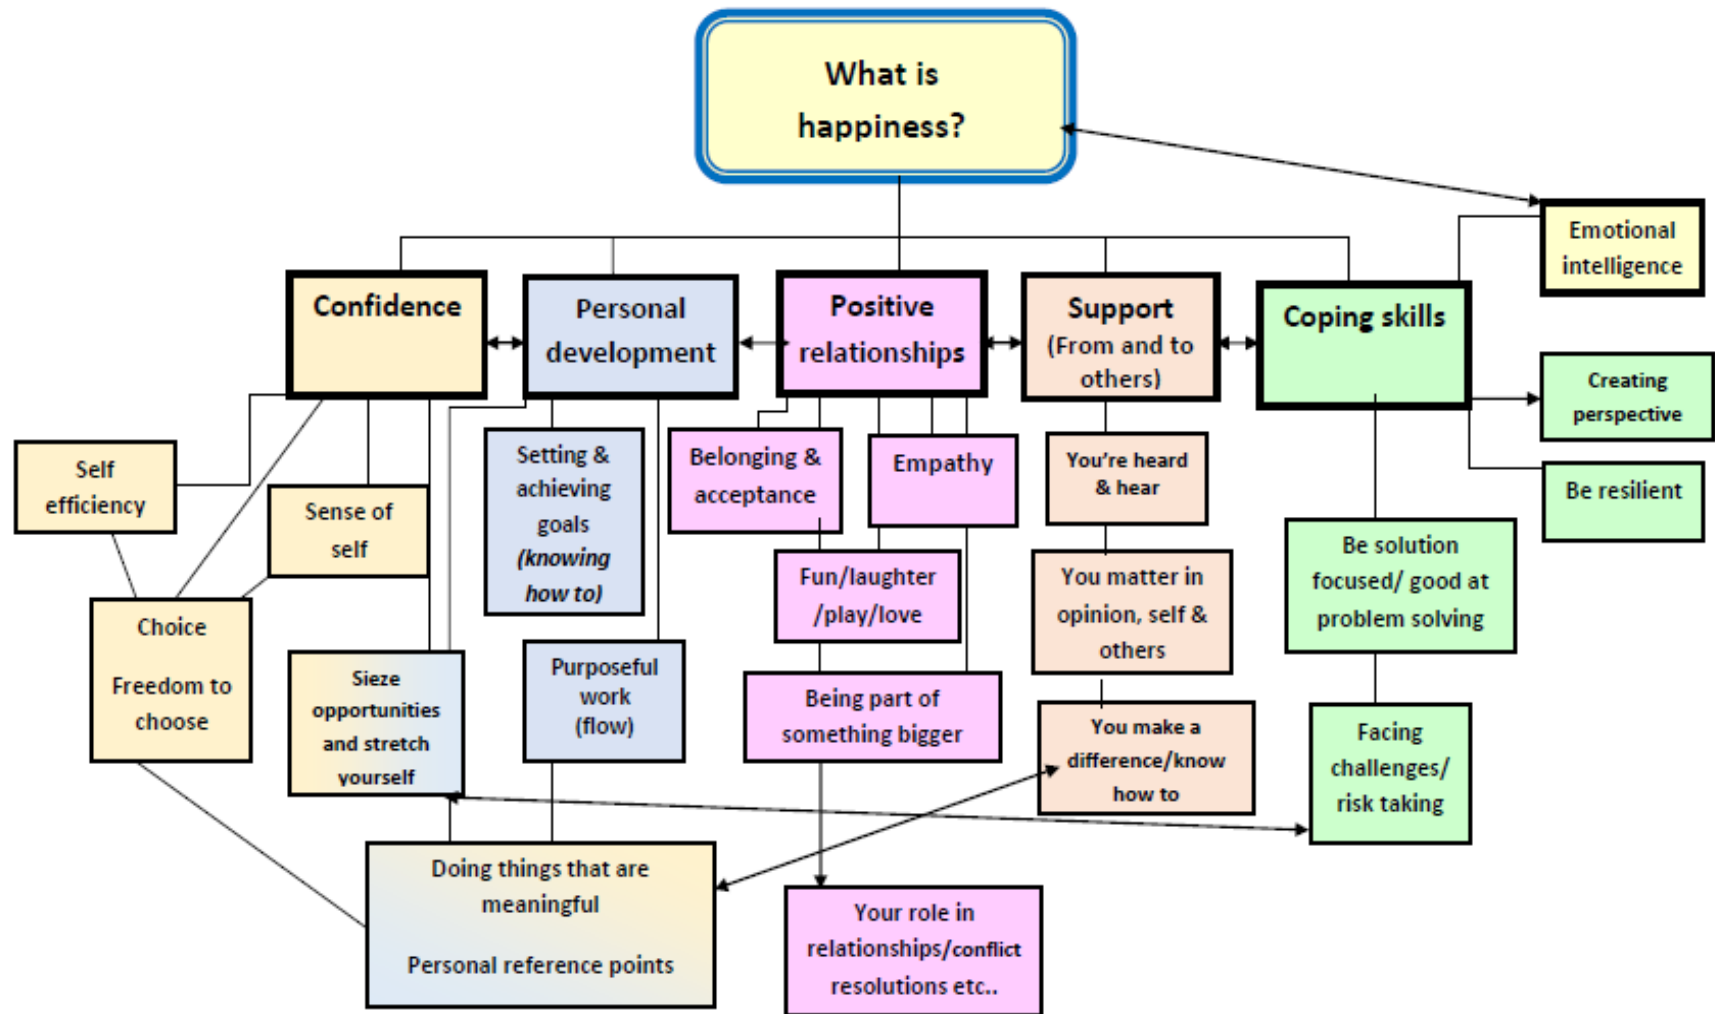 What is
happiness?
Emotional
intelligence
Confidence
Personal
development
Positive
relationships
Support
(From and to
others)
Coping skills
Creating
perspective
Be resilient
Self
efficiency
Sense of
self
Choice
Freedom to
choose
Sieze
opportunities
and stretch
yourself
Setting &
achieving
goals
(knowing
how to)
Purposeful
work
(flow)
Doing things that are
meaningful
Personal reference points
Belonging &
acceptance
Empathy
Fun/laughter
/play/love
Being part of
something bigger
Your role in
relationships/conflict
resolutions etc..
You're heard
& hear
You matter in
opinion, self &
others
You make a
difference/know
how to
Be solution
focused/ good at
problem solving
Facing
challenges/
risk taking